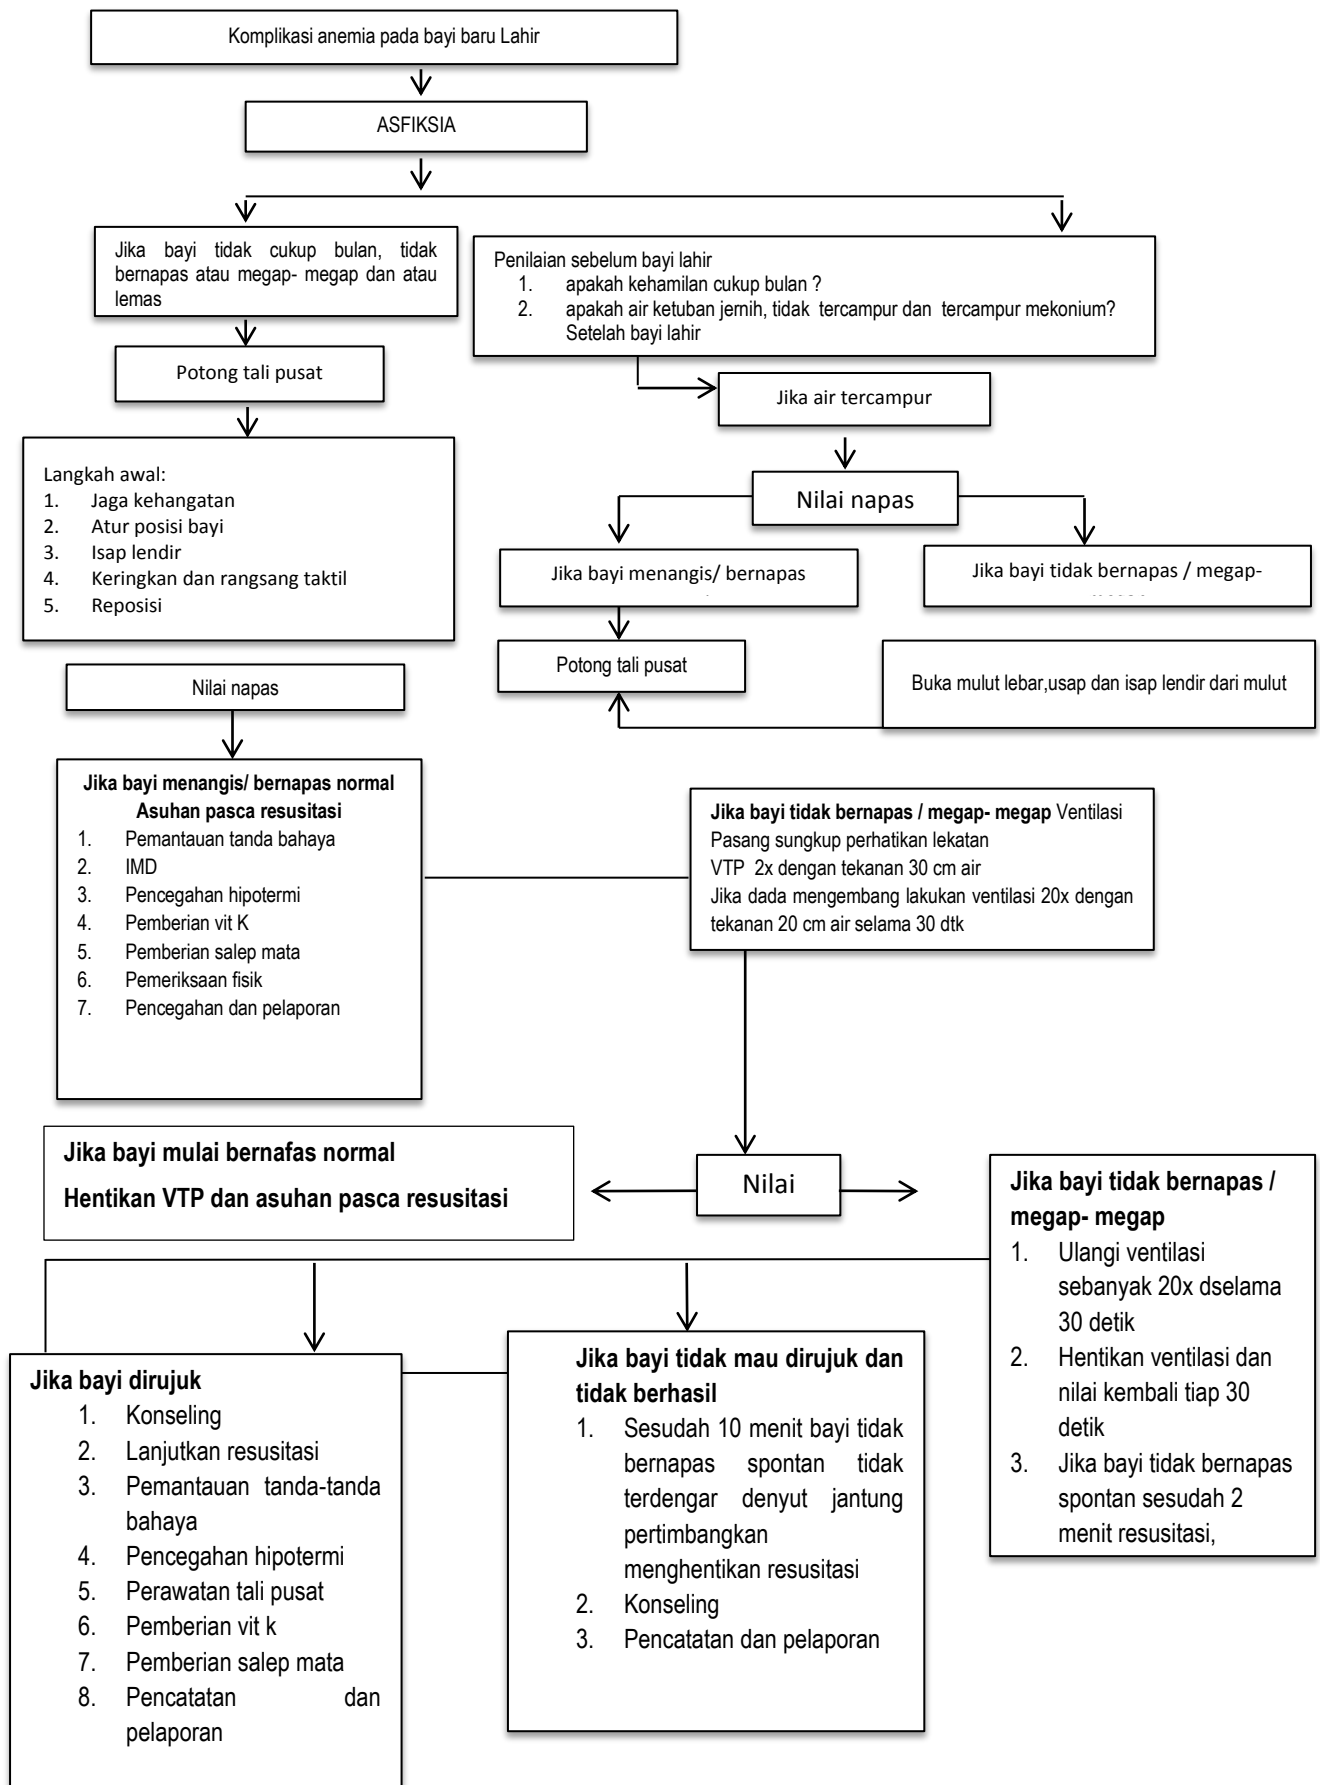 Komplikasi anemia pada bayi baru Lahir
ASFIKSIA
Jika bayi tidak cukup bulan, tidak
bernapas atau megap- megap dan atau
lemas
Penilaian sebelum bayi lahir
1. apakah kehamilan cukup bulan ?
2. apakah air ketuban jernih, tidak tercampur dan tercampur mekonium?
Setelah bayi lahir
Potong tali pusat
Jika air tercampur
Langkah awal:
1. Jaga kehangatan
2. Atur posisi bayi
3. Isap lendir
4. Keringkan dan rangsang taktil
5. Reposisi
Nilai napas
Jika bayi menangis/ bernapas
Jika bayi tidak bernapas / megap-
Potong tali pusat
Buka mulut lebar,usap dan isap lendir dari mulut
Nilai napas
Jika bayi menangis/ bernapas normal
Asuhan pasca resusitasi
1. Pemantauan tanda bahaya
2. IMD
3. Pencegahan hipotermi
4. Pemberian vit K
5. Pemberian salep mata
6. Pemeriksaan fisik
7. Pencegahan dan pelaporan
Jika bayi tidak bernapas / megap- megap Ventilasi
Pasang sungkup perhatikan lekatan
VTP 2x dengan tekanan 30 cm air
Jika dada mengembang lakukan ventilasi 20x dengan
tekanan 20 cm air selama 30 dtk
Jika bayi mulai bernafas normal
Hentikan VTP dan asuhan pasca resusitasi
Nilai
Jika bayi tidak bernapas /
megap- megap
1. Ulangi ventilasi
sebanyak 20x dselama
30 detik
2. Hentikan ventilasi dan
nilai kembali tiap 30
detik
3. Jika bayi tidak bernapas
spontan sesudah 2
menit resusitasi,
Jika bayi dirujuk
1. Konseling
2. Lanjutkan resusitasi
3. Pemantauan tanda-tanda
bahaya
4. Pencegahan hipotermi
5. Perawatan tali pusat
6. Pemberian vit k
7. Pemberian salep mata
8. Pencatatan dan
pelaporan
Jika bayi tidak mau dirujuk dan
tidak berhasil
1. Sesudah 10 menit bayi tidak
bernapas spontan tidak
terdengar denyut jantung
pertimbangkan
menghentikan resusitasi
2. Konseling
3. Pencatatan dan pelaporan